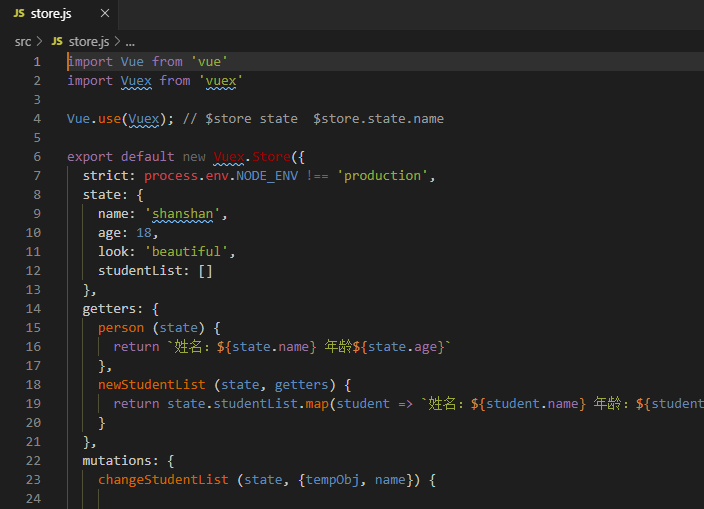 JS store.js ×
src > JS store.js > ...
1 import Vue from 'vue'
2 import Vuex from 'vuex'
3
4 Vue.use(Vuex); // $store state  $store.state.name
5
6 export default new Vuex.Store({
7   strict: process.env.NODE_ENV !== 'production',
8   state: {
9     name: 'shanshan',
10     age: 18,
11     look: 'beautiful',
12     studentList: []
13   },
14   getters: {
15     person (state) {
16       return `姓名：${state.name} 年龄${state.age}`
17     },
18     newStudentList (state, getters) {
19       return state.studentList.map(student => `姓名：${student.name} 年龄：${student
20     }
21   },
22   mutations: {
23     changeStudentList (state, {tempObj, name}) {
24